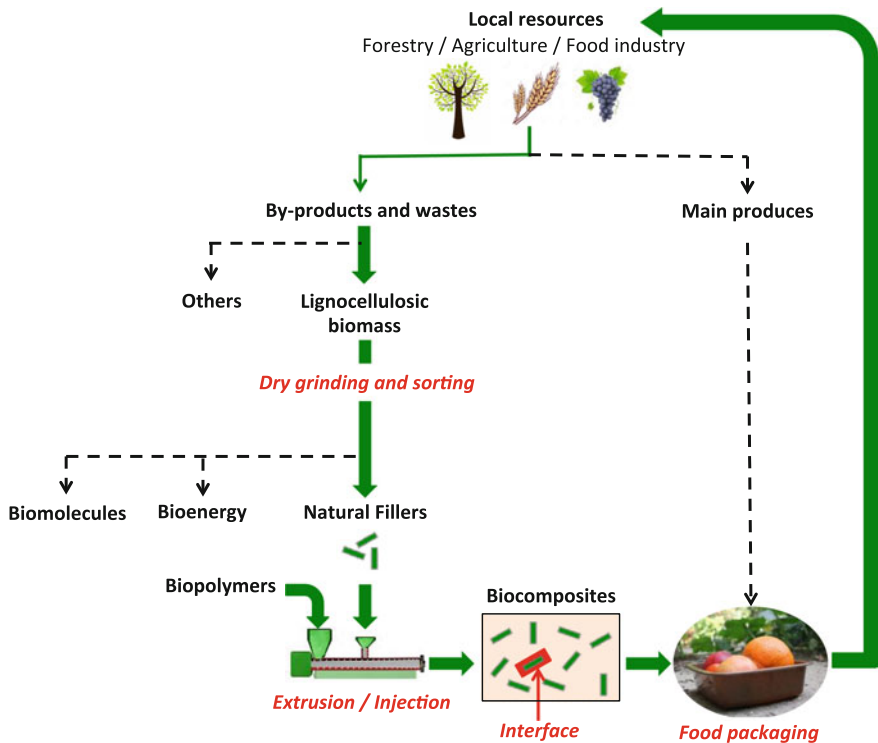 Local resources
Forestry / Agriculture / Food industry
By-products and wastes
Main produces
Others
Lignocellulosic
biomass
Dry grinding and sorting
Biomolecules
Bioenergy
Natural Fillers
Biopolymers
Biocomposites
Extrusion / Injection
Interface
Food packaging